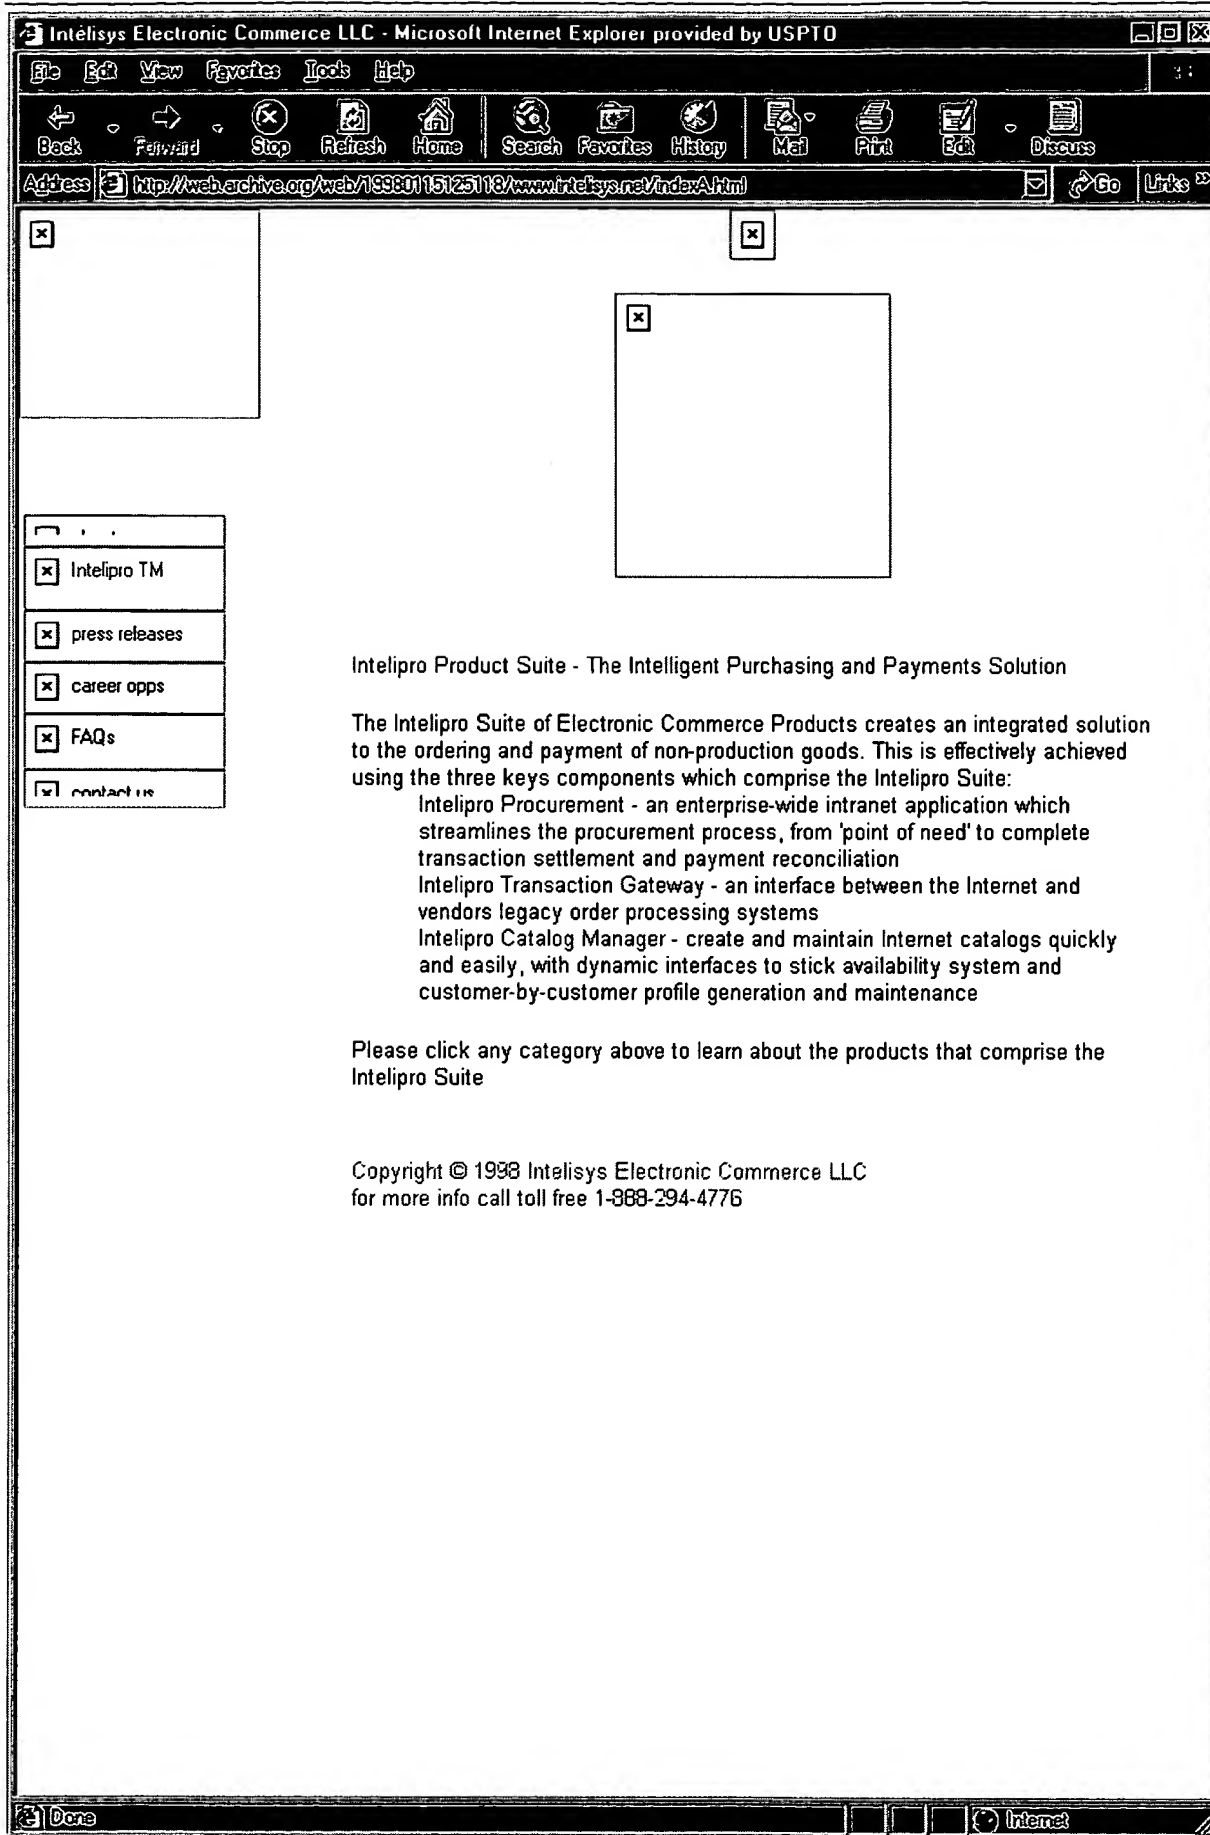 Intelisys Electronic Commerce LLC - Microsoft Internet Explorer provided by USPTO
File Edit View Favorites Tools Help
Back Forward Stop Refresh Home Search Favorites History Mail Print Edit Discuss
Address http://web.archive.org/web/19980115125118/www.intelisys.net/indexA.html Go Links »
Intelipro TM
press releases
career opps
FAQs
contact us
Intelipro Product Suite - The Intelligent Purchasing and Payments Solution
The Intelipro Suite of Electronic Commerce Products creates an integrated solution
to the ordering and payment of non-production goods. This is effectively achieved
using the three keys components which comprise the Intelipro Suite:
Intelipro Procurement - an enterprise-wide intranet application which
streamlines the procurement process, from 'point of need' to complete
transaction settlement and payment reconciliation
Intelipro Transaction Gateway - an interface between the Internet and
vendors legacy order processing systems
Intelipro Catalog Manager - create and maintain Internet catalogs quickly
and easily, with dynamic interfaces to stick availability system and
customer-by-customer profile generation and maintenance
Please click any category above to learn about the products that comprise the
Intelipro Suite
Copyright © 1998 Intelisys Electronic Commerce LLC
for more info call toll free 1-888-294-4776
Done Internet